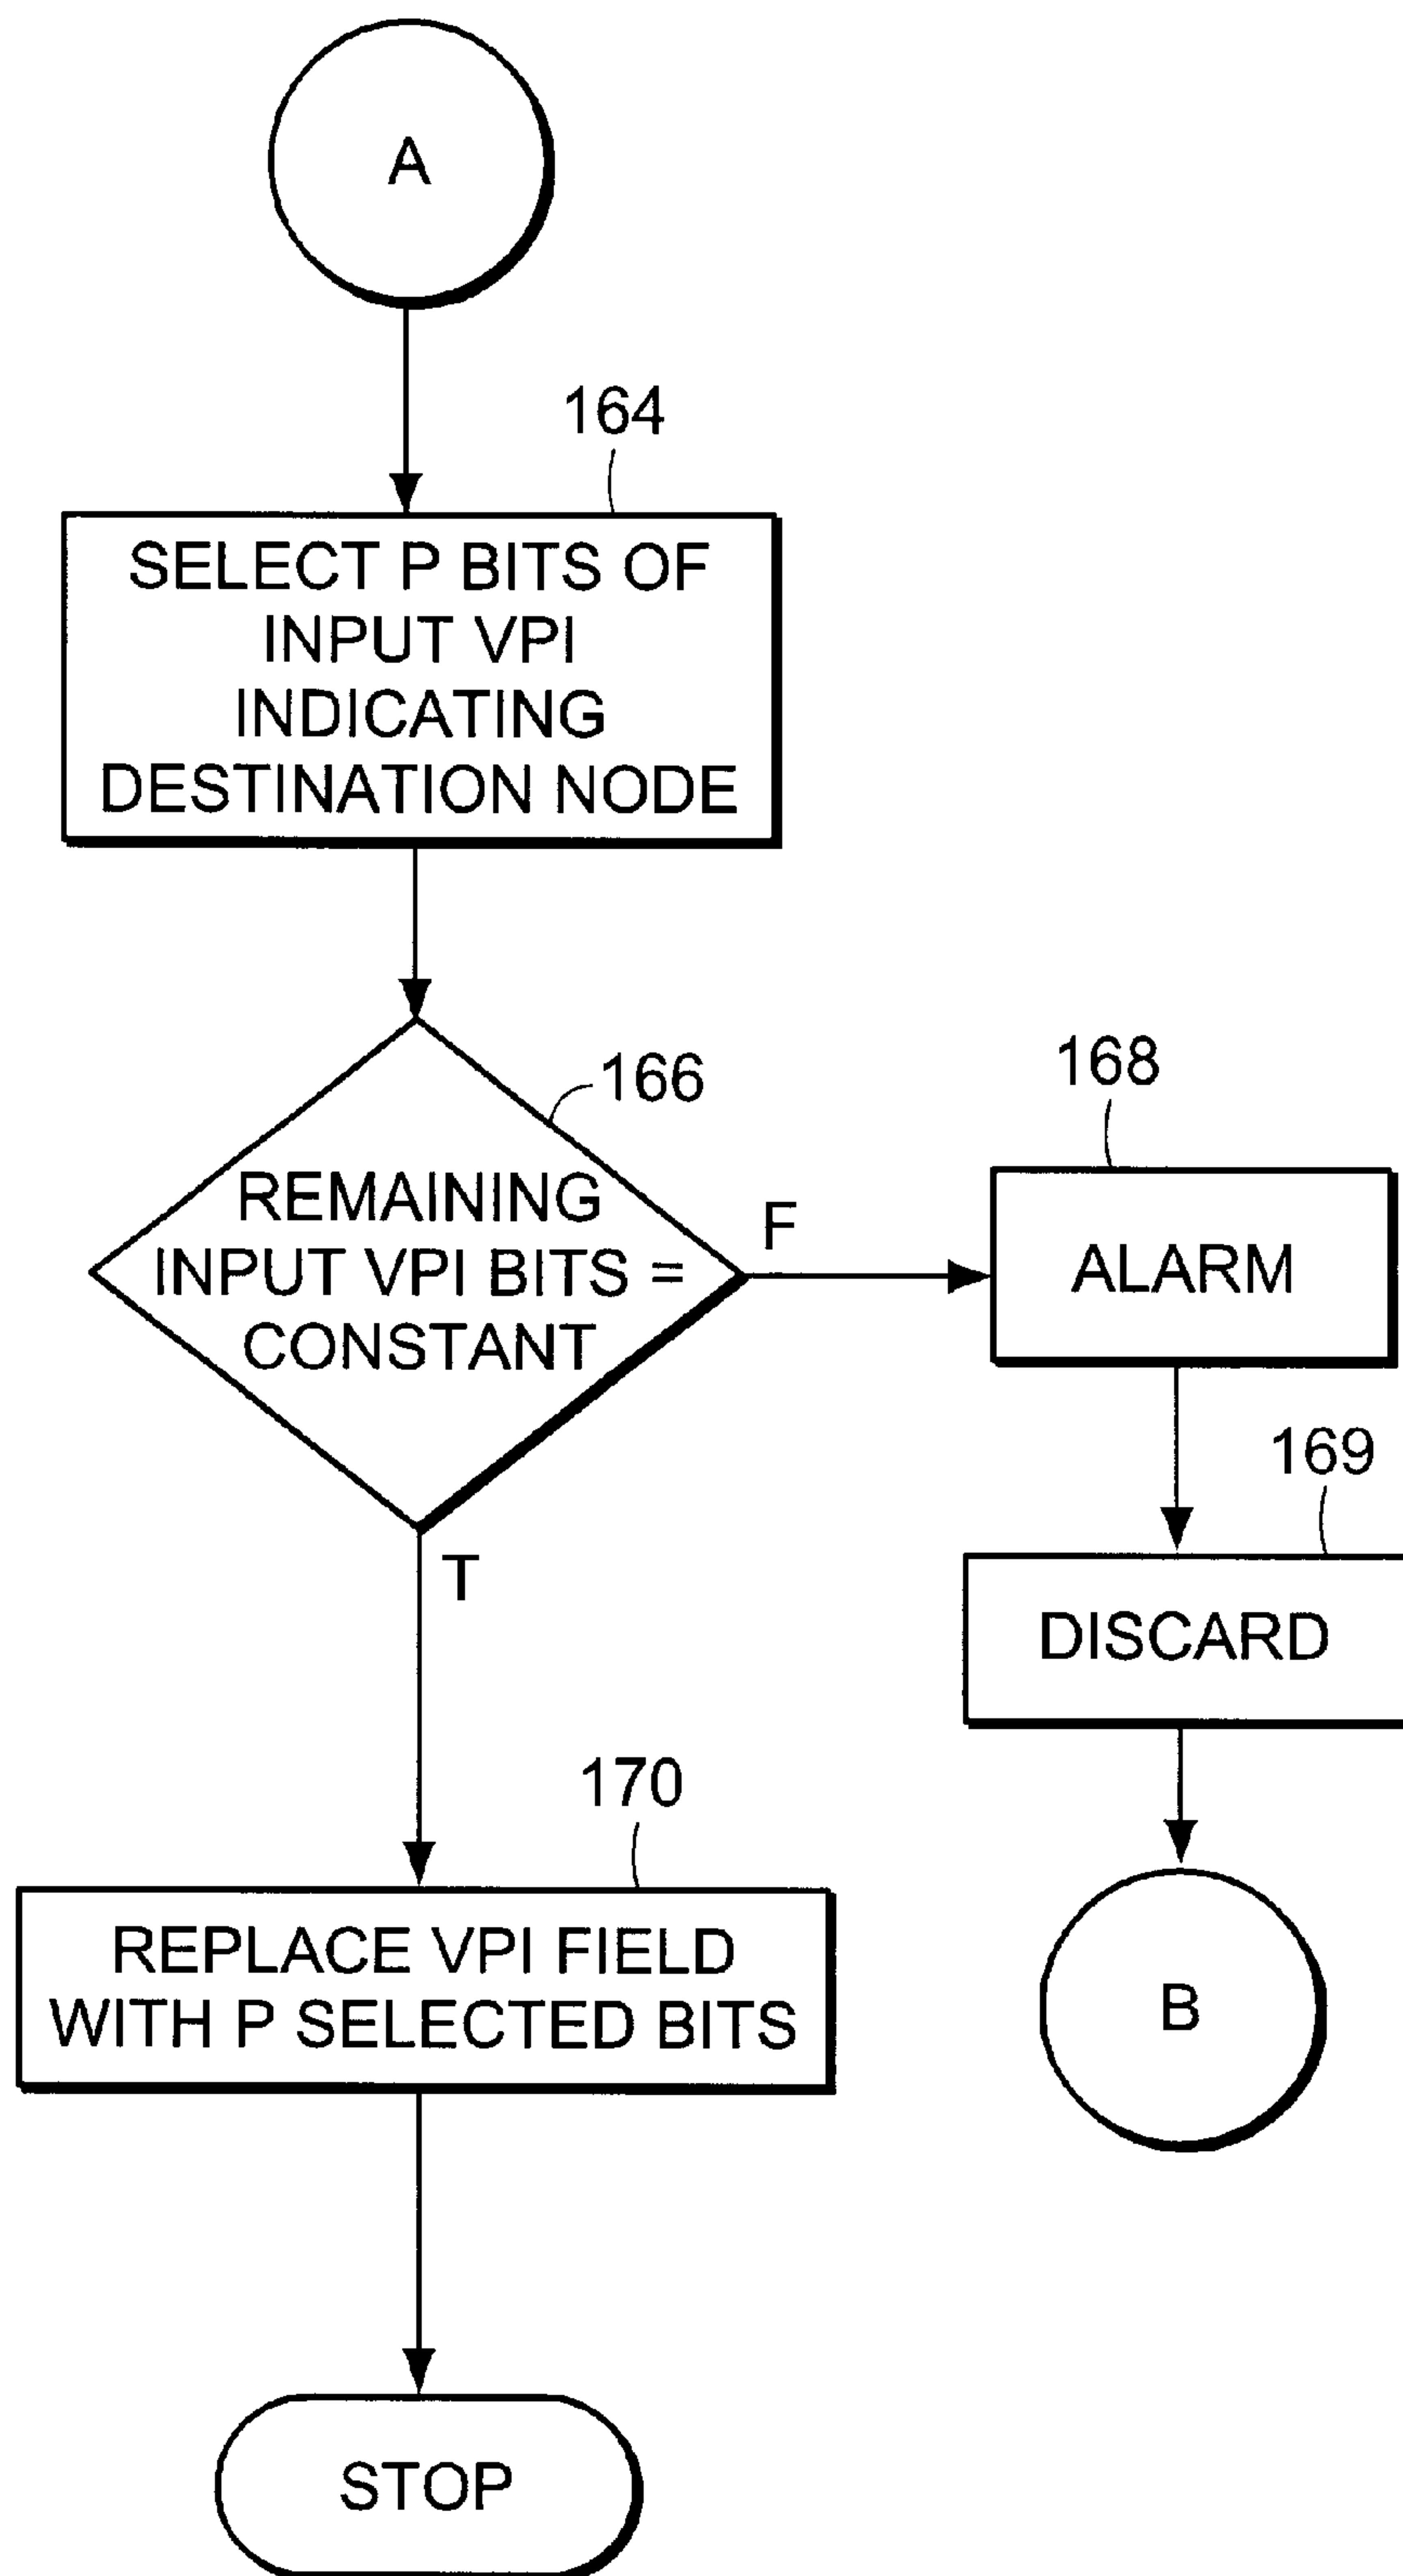 A
164
SELECT P BITS OF
INPUT VPI
INDICATING
DESTINATION NODE
166
REMAINING
INPUT VPI BITS =
CONSTANT
F
168
ALARM
169
DISCARD
T
170
REPLACE VPI FIELD
WITH P SELECTED BITS
B
STOP